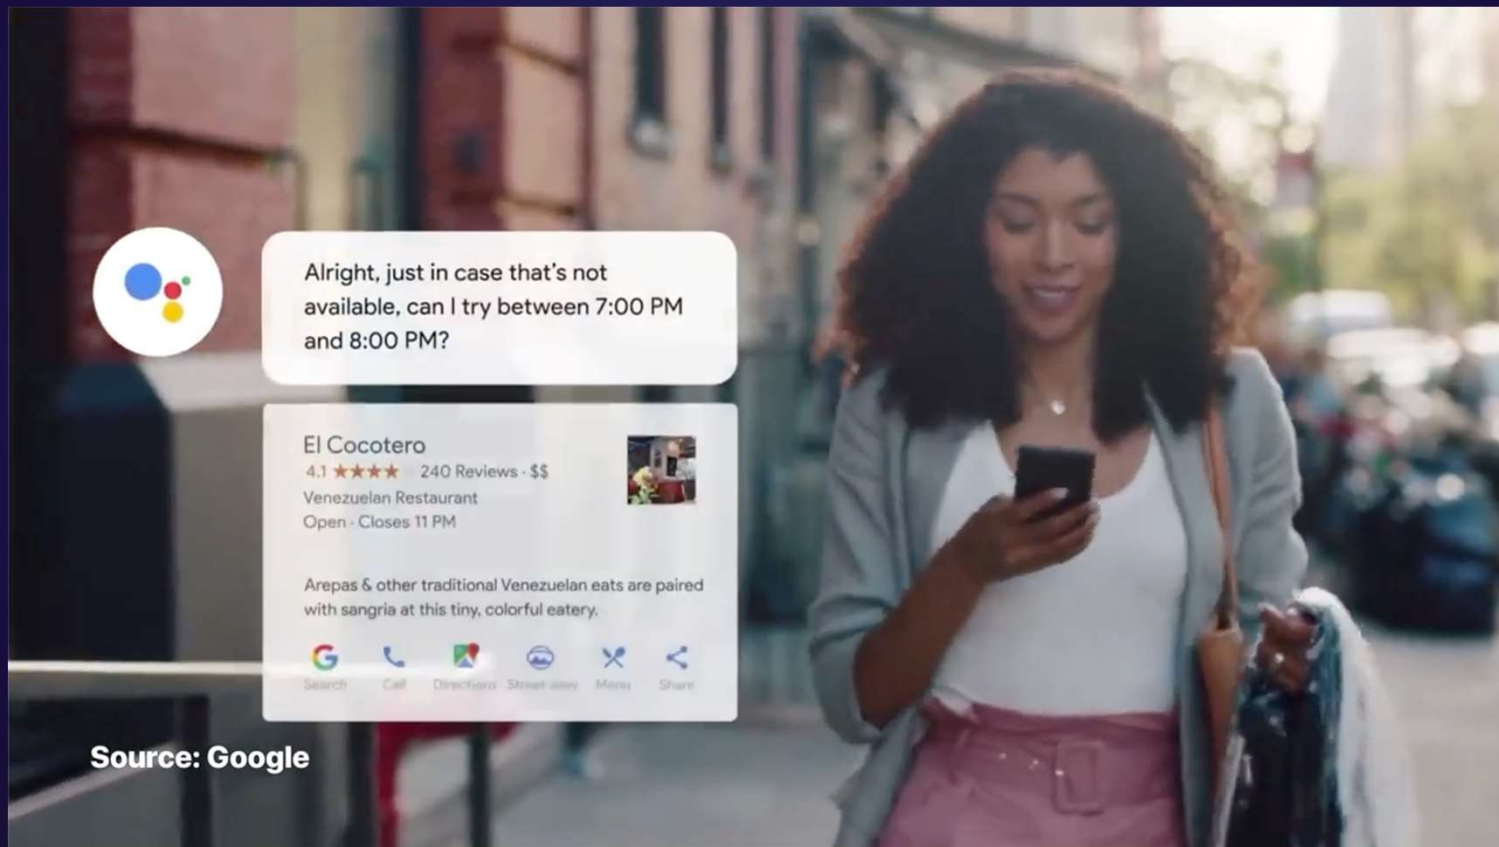 Alright, just in case that's not
available, can I try between 7:00 PM
and 8:00 PM?
El Cocotero
4.1 ★★★★ 240 Reviews · $$
Venezuelan Restaurant
Open · Closes 11 PM
Arepas & other traditional Venezuelan eats are paired
with sangria at this tiny, colorful eatery.
Search Call Directions Street view Menu Share
Source: Google